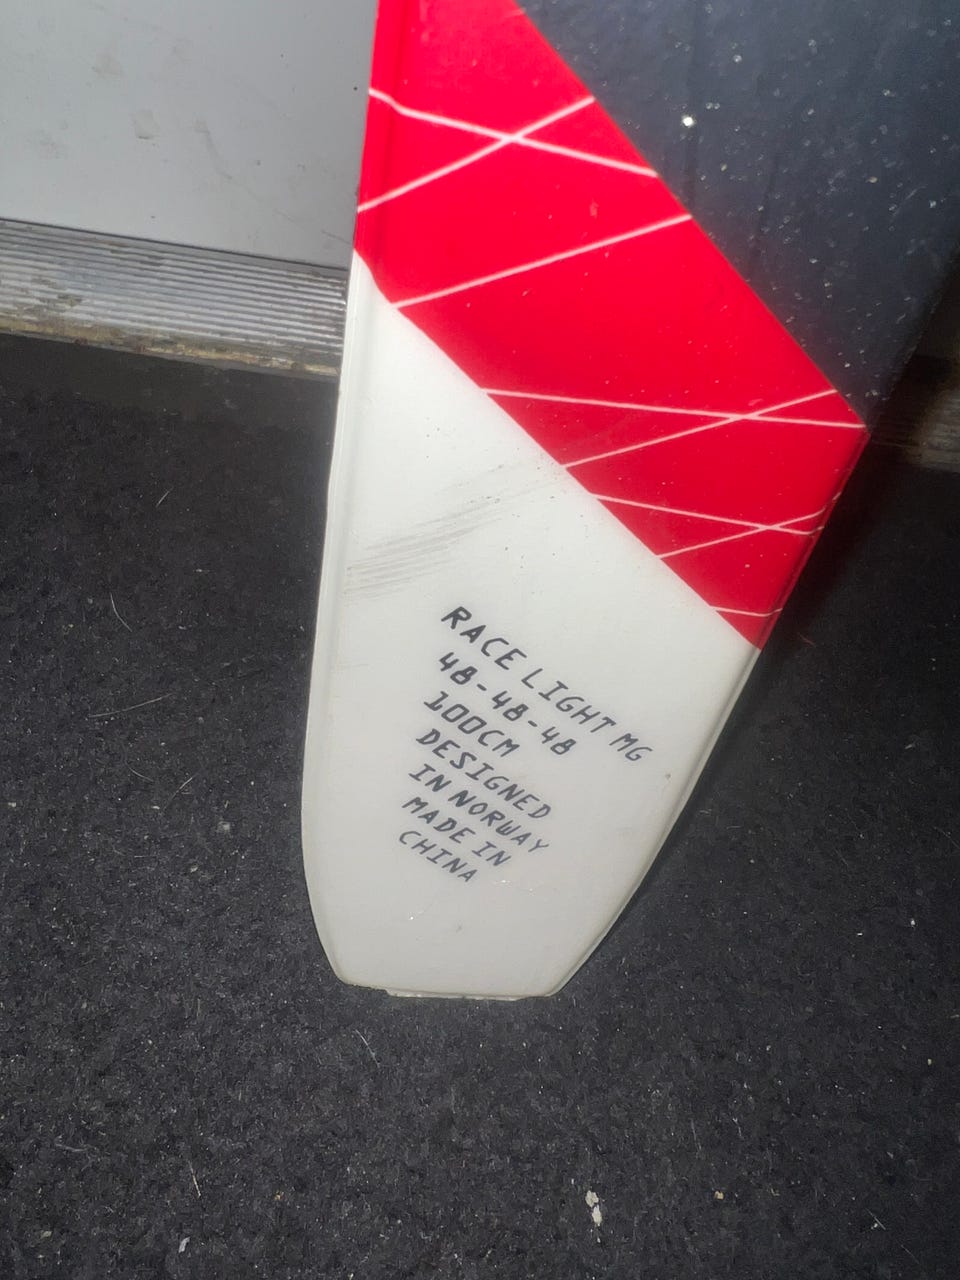 RACE LIGHT MG
48-48-48
100CM
DESIGNED
IN NORWAY
MADE IN
CHINA